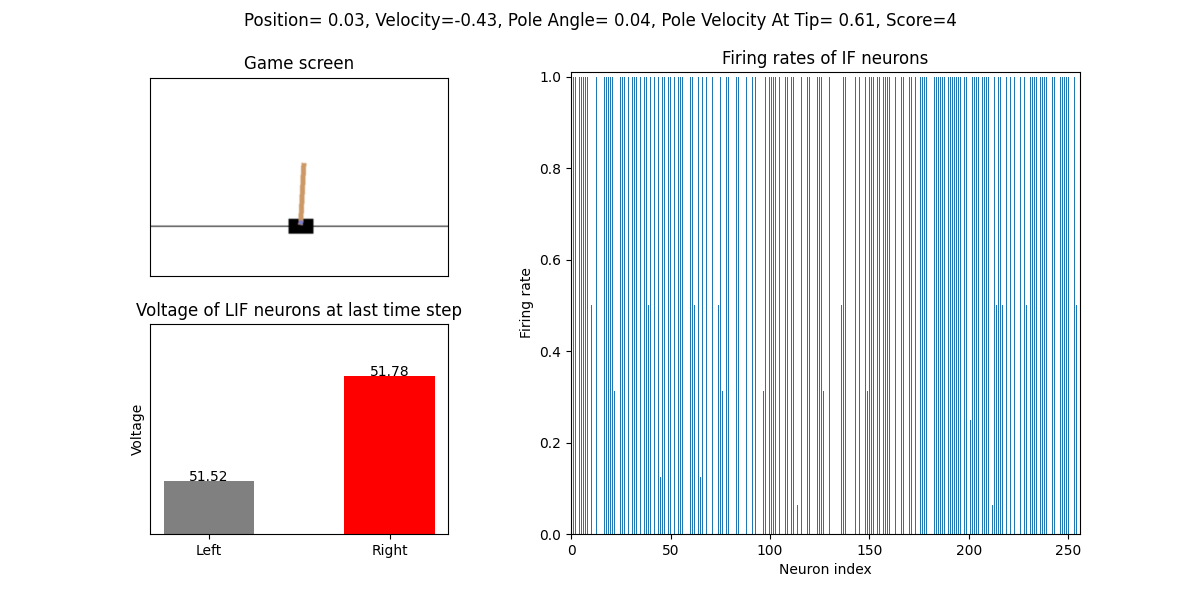 Position= 0.03, Velocity=-0.43, Pole Angle= 0.04, Pole Velocity At Tip= 0.61, Score=4
Game screen
Voltage of LIF neurons at last time step
Voltage
51.52
51.78
Left
Right
Firing rates of IF neurons
Firing rate
1.0
0.8
0.6
0.4
0.2
0.0
0
50
100
150
200
250
Neuron index